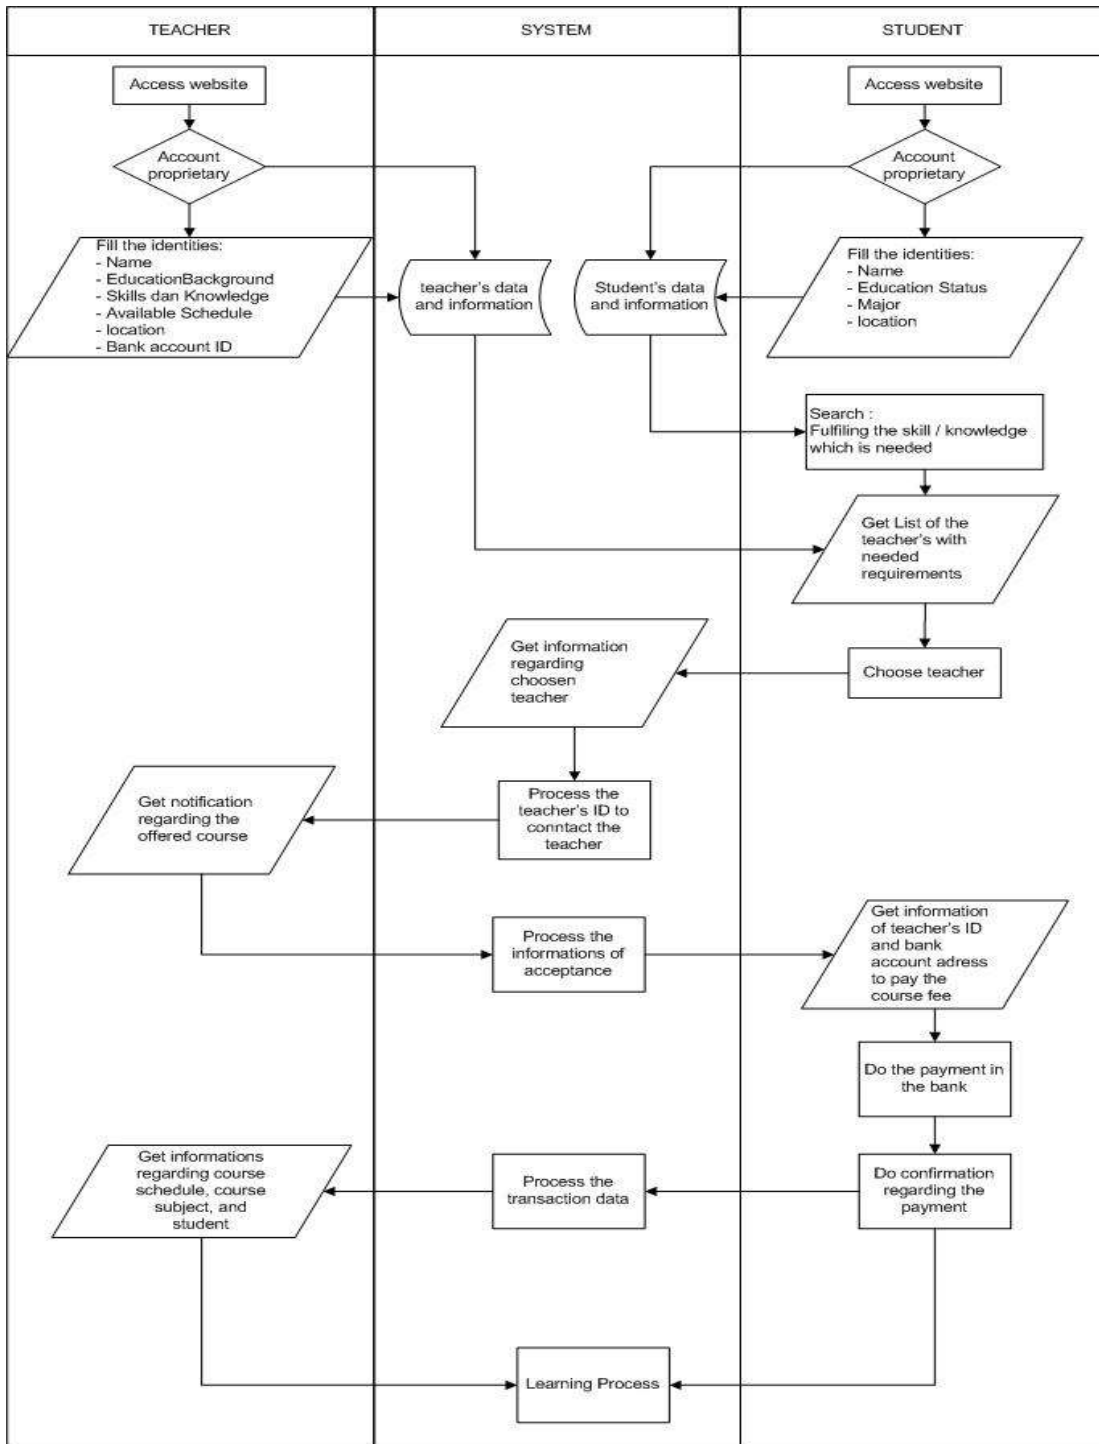 TEACHER
SYSTEM
STUDENT
Access website
Access website
Account
proprietary
Account
proprietary
Fill the identities:
- Name
- EducationBackground
- Skills dan Knowledge
- Available Schedule
- location
- Bank account ID
teacher's data
and information
Student's data
and information
Fill the identities:
- Name
- Education Status
- Major
- location
Search :
Fulfiling the skill / knowledge
which is needed
Get List of the
teacher's with
needed
requirements
Get information
regarding
choosen
teacher
Choose teacher
Get notification
regarding the
offered course
Process the
teacher's ID to
conntact the
teacher
Process the
informations of
acceptance
Get information
of teacher's ID
and bank
account adress
to pay the
course fee
Do the payment in
the bank
Get informations
regarding course
schedule, course
subject, and
student
Process the
transaction data
Do confirmation
regarding the
payment
Learning Process